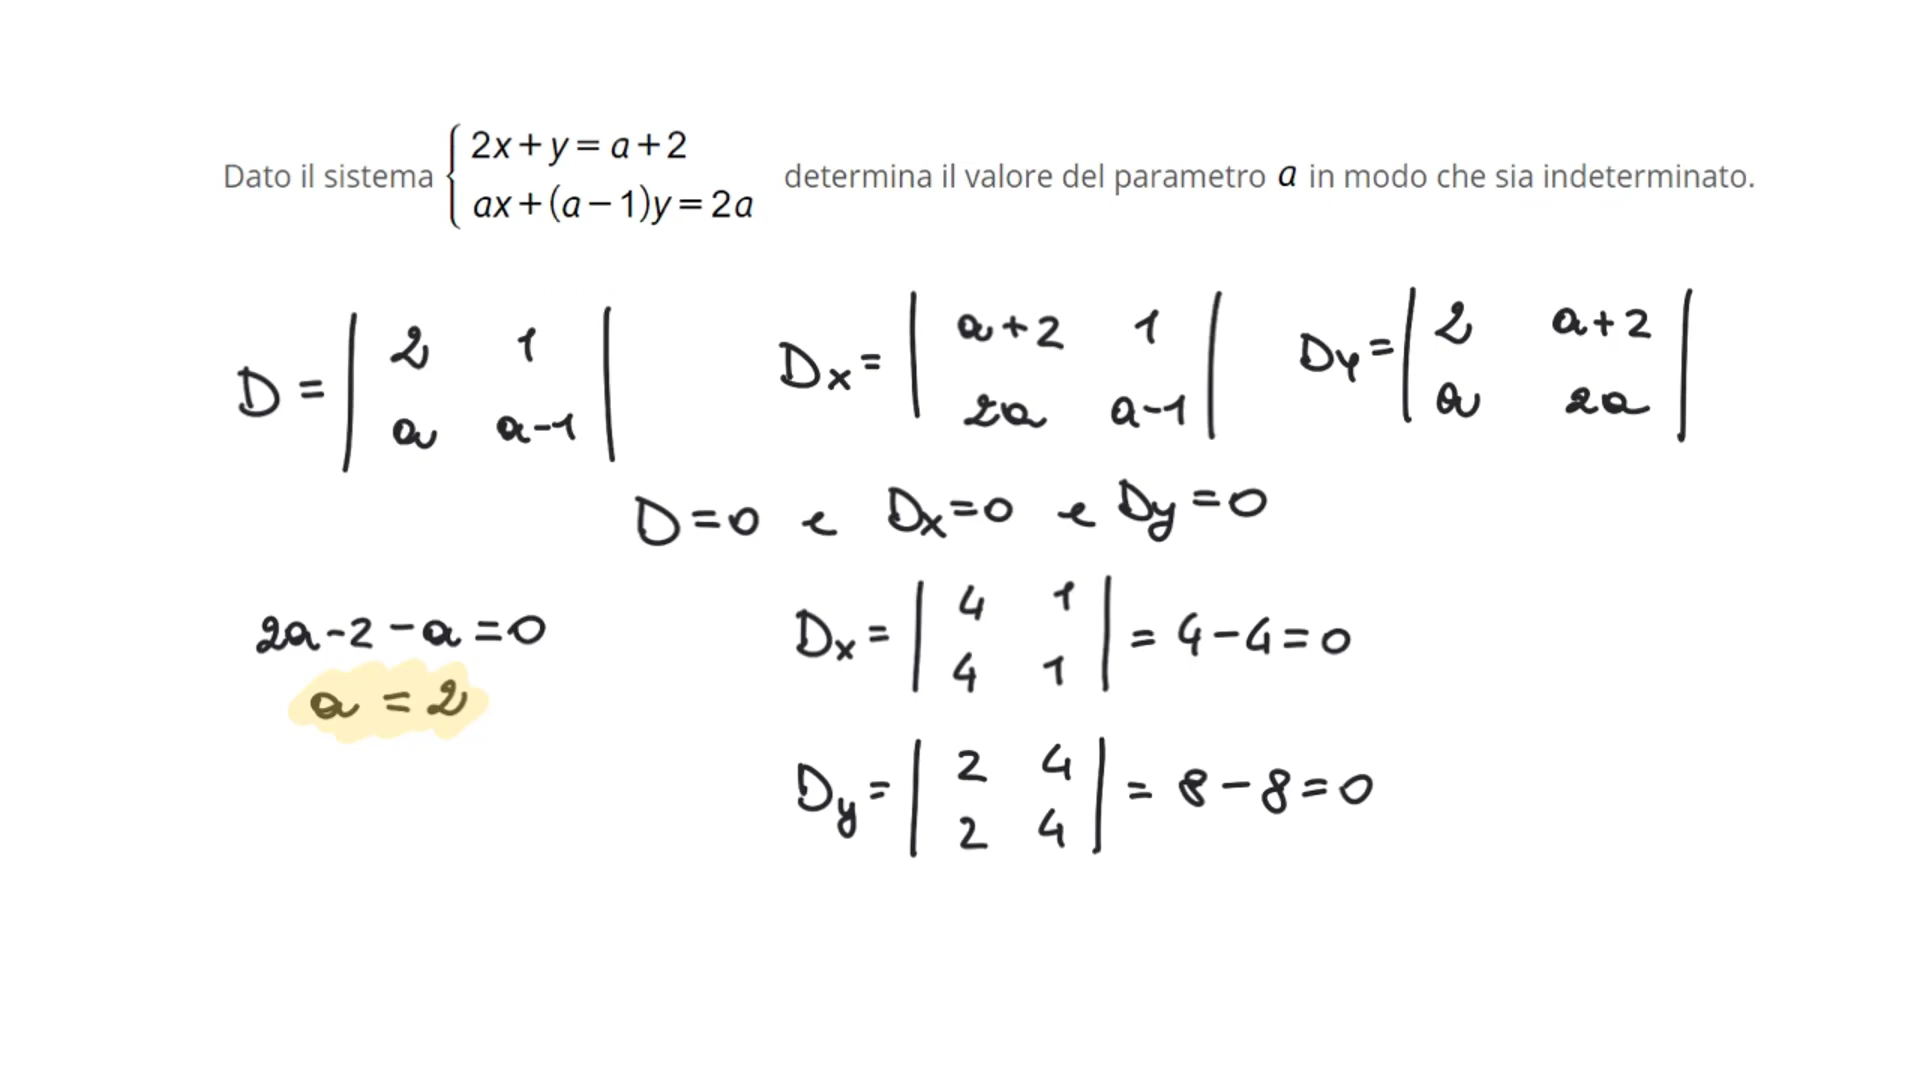 Dato il sistema { 2x+y=a+2
ax+(a−1)y=2a determina il valore del parametro a in modo che sia indeterminato.
D = | 2 1 |
| a a-1 |
Dx = | a+2 1 |
| 2a a-1 |
Dy = | 2 a+2 |
| a 2a |
D=0 e Dx=0 e Dy=0
2a-2-a=0
a=2
Dx = | 4 1 | = 4-4=0
| 4 1 |
Dy = | 2 4 | = 8-8=0
| 2 4 |